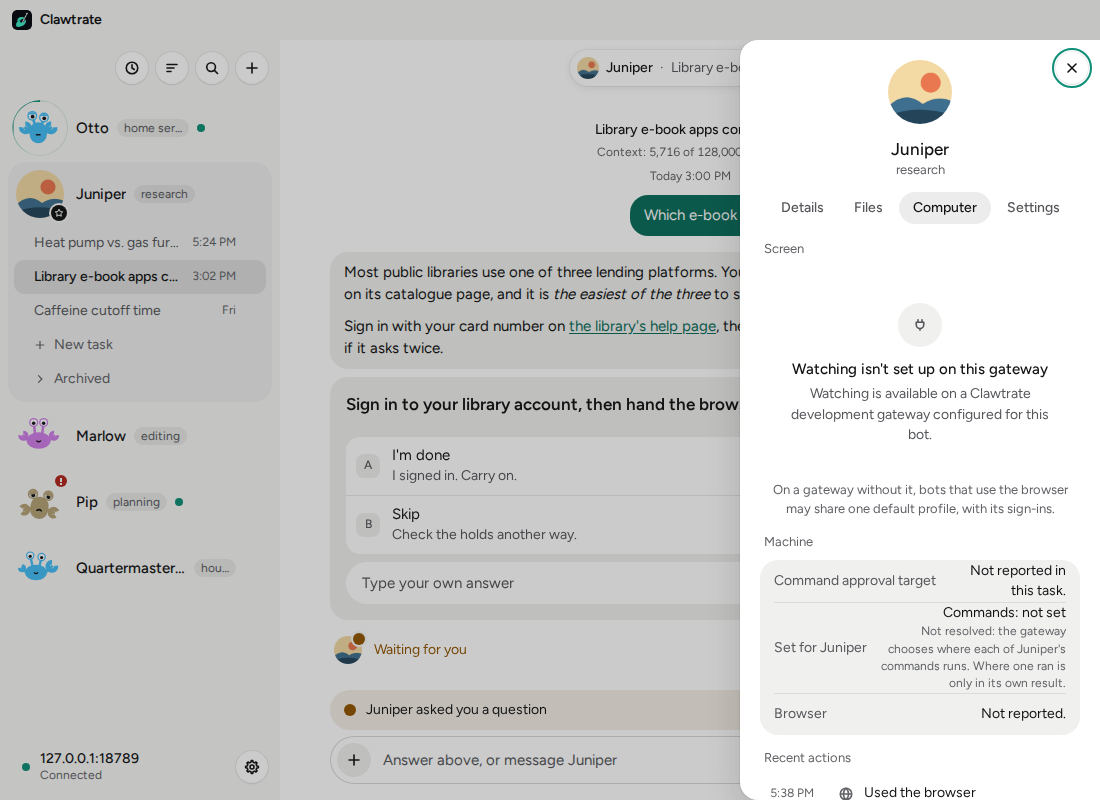 Clawtrate
Otto
home ser...
Juniper
research
Heat pump vs. gas fur...
5:24 PM
Library e-book apps c...
3:02 PM
Caffeine cutoff time
Fri
New task
Archived
Marlow
editing
Pip
planning
Quartermaster...
hou...
127.0.0.1:18789
Connected
Juniper · Library e-b
Library e-book apps co
Context: 5,716 of 128,000
Today 3:00 PM
Which e-book
Most public libraries use one of three lending platforms. You
on its catalogue page, and it is the easiest of the three to s
Sign in with your card number on the library's help page, the
if it asks twice.
Sign in to your library account, then hand the brow
A
I'm done
I signed in. Carry on.
B
Skip
Check the holds another way.
Type your own answer
Waiting for you
Juniper asked you a question
Answer above, or message Juniper
Juniper
research
Details
Files
Computer
Settings
Screen
Watching isn't set up on this gateway
Watching is available on a Clawtrate
development gateway configured for this
bot.
On a gateway without it, bots that use the browser
may share one default profile, with its sign-ins.
Machine
Command approval target
Not reported in
this task.
Set for Juniper
Commands: not set
Not resolved: the gateway
chooses where each of Juniper's
commands runs. Where one ran is
only in its own result.
Browser
Not reported.
Recent actions
5:38 PM
Used the browser